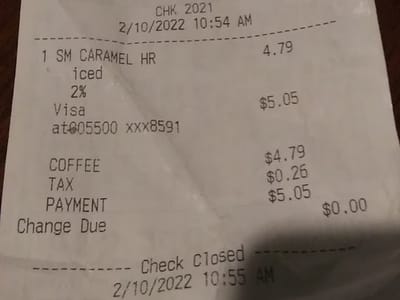 CHK 2021
2/10/2022 10:54 AM
1 SM CARAMEL HR 4.79
iced
2%
Visa $5.05
at005500 xxx8591
COFFEE $4.79
TAX $0.26
PAYMENT $5.05
Change Due $0.00
------------ Check Closed ------------
2/10/2022 10:55 AM